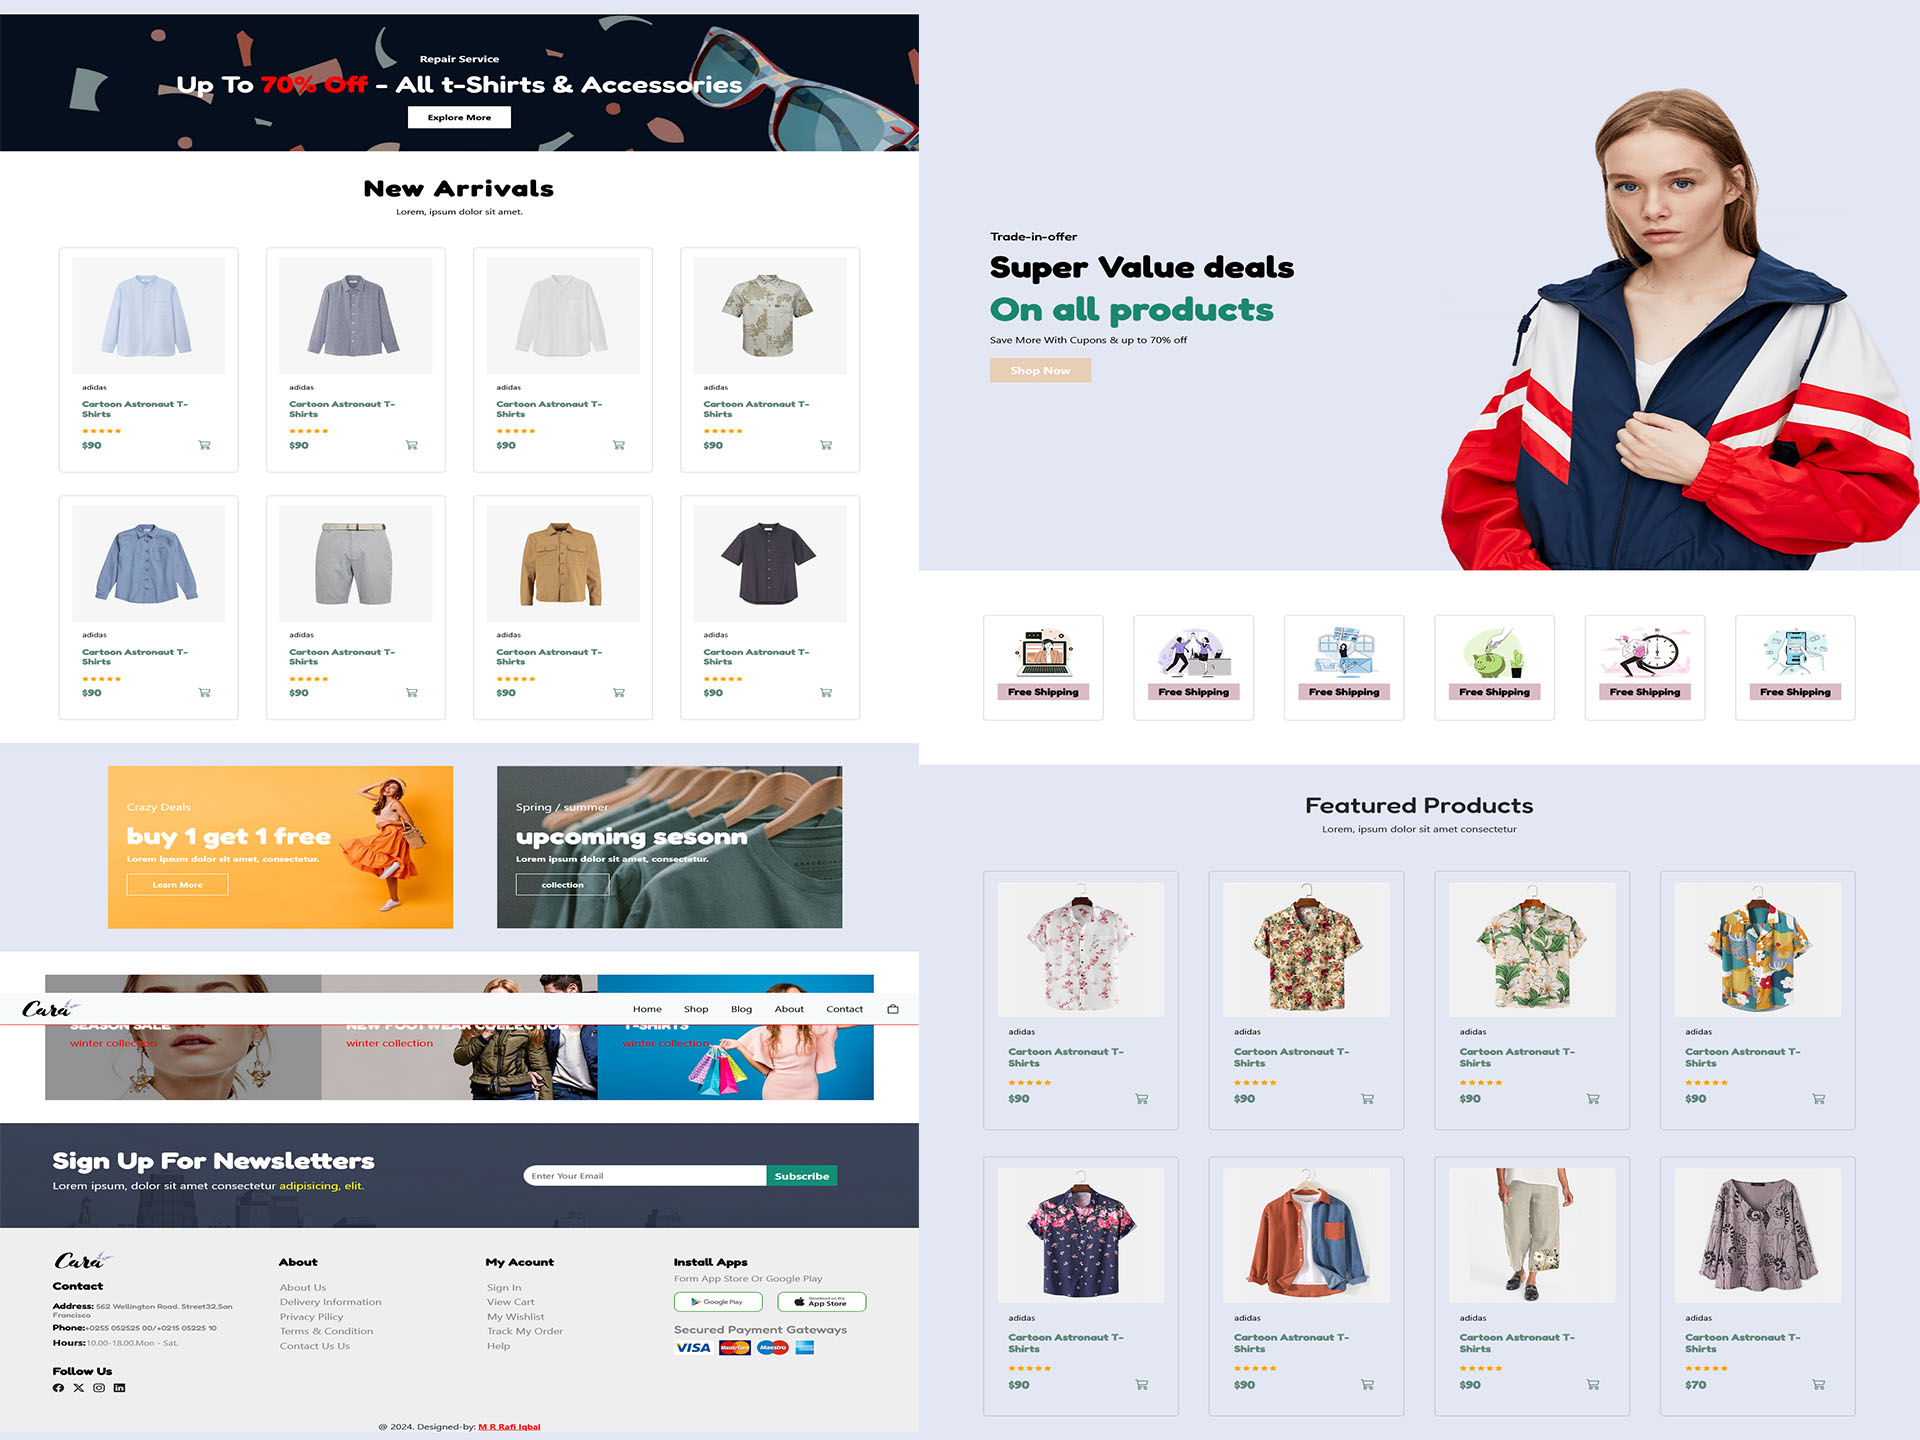 Repair Service
Up To 70% Off - All t-Shirts & Accessories
Explore More
New Arrivals
Lorem, ipsum dolor sit amet.
adidas
Cartoon Astronaut T-
Shirts
$90
adidas
Cartoon Astronaut T-
Shirts
$90
adidas
Cartoon Astronaut T-
Shirts
$90
adidas
Cartoon Astronaut T-
Shirts
$90
adidas
Cartoon Astronaut T-
Shirts
$90
adidas
Cartoon Astronaut T-
Shirts
$90
adidas
Cartoon Astronaut T-
Shirts
$90
adidas
Cartoon Astronaut T-
Shirts
$90
Crazy Deals
buy 1 get 1 free
Lorem ipsum dolor sit amet, consectetur.
Learn More
Spring / summer
upcoming sesonn
Lorem ipsum dolor sit amet, consectetur.
collection
Cara
Home Shop Blog About Contact
SEASON SALE
winter collection
NEW FOOTWEAR COLLECTION
winter collection
T-SHIRTS
winter collection
Sign Up For Newsletters
Lorem ipsum, dolor sit amet consectetur adipisicing, elit.
Enter Your Email
Subscribe
Cara
Contact
Address: 562 Wellington Road. Street32.San
Francisco
Phone:+0255 052525 00/+0215 05225 10
Hours:10.00-18.00.Mon - Sat.
Follow Us
About
About Us
Delivery Information
Privacy Pilicy
Terms & Condition
Contact Us Us
My Acount
Sign In
View Cart
My Wishlist
Track My Order
Help
Install Apps
Form App Store Or Google Play
Google Play
Download on the
App Store
Secured Payment Gateways
VISA MasterCard Maestro
@ 2024. Designed-by: M R Rafi Iqbal
Trade-in-offer
Super Value deals
On all products
Save More With Cupons & up to 70% off
Shop Now
Free Shipping
Free Shipping
Free Shipping
Free Shipping
Free Shipping
Free Shipping
Featured Products
Lorem, ipsum dolor sit amet consectetur
adidas
Cartoon Astronaut T-
Shirts
$90
adidas
Cartoon Astronaut T-
Shirts
$90
adidas
Cartoon Astronaut T-
Shirts
$90
adidas
Cartoon Astronaut T-
Shirts
$90
adidas
Cartoon Astronaut T-
Shirts
$90
adidas
Cartoon Astronaut T-
Shirts
$90
adidas
Cartoon Astronaut T-
Shirts
$90
adidas
Cartoon Astronaut T-
Shirts
$70